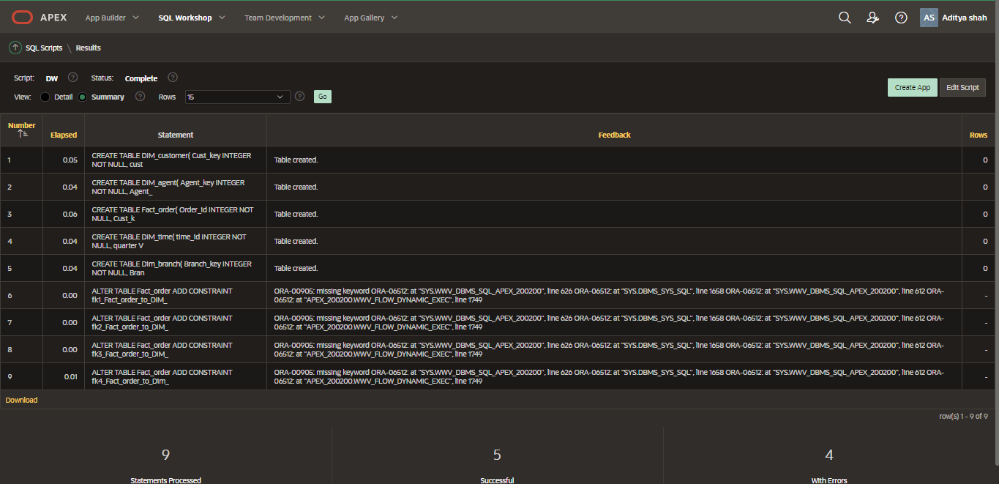 APEX App Builder SQL Workshop Team Development App Gallery AS Aditya shah
SQL Scripts \ Results
Script: DW Status: Complete
View: Detail Summary Rows 15 Go
Create App Edit Script
Number Elapsed Statement Feedback Rows
1 0.05 CREATE TABLE DIM_customer( Cust_key INTEGER
NOT NULL, cust
Table created. 0
2 0.04 CREATE TABLE DIM_agent( Agent_key INTEGER
NOT NULL, Agent_
Table created. 0
3 0.06 CREATE TABLE Fact_order( Order_id INTEGER NOT
NULL, Cust_k
Table created. 0
4 0.04 CREATE TABLE DIM_time( time_id INTEGER NOT
NULL, quarter V
Table created. 0
5 0.04 CREATE TABLE Dim_branch( Branch_key INTEGER
NOT NULL, Bran
Table created. 0
6 0.00 ALTER TABLE Fact_order ADD CONSTRAINT
fk1_Fact_order_to_DIM_
ORA-00905: missing keyword ORA-06512: at "SYS.WWV_DBMS_SQL_APEX_200200", line 626 ORA-06512: at "SYS.DBMS_SYS_SQL", line 1658 ORA-06512: at "SYS.WWV_DBMS_SQL_APEX_200200", line 612 ORA-
06512: at "APEX_200200.WWV_FLOW_DYNAMIC_EXEC", line 1749
-
7 0.00 ALTER TABLE Fact_order ADD CONSTRAINT
fk2_Fact_order_to_DIM_
ORA-00905: missing keyword ORA-06512: at "SYS.WWV_DBMS_SQL_APEX_200200", line 626 ORA-06512: at "SYS.DBMS_SYS_SQL", line 1658 ORA-06512: at "SYS.WWV_DBMS_SQL_APEX_200200", line 612 ORA-
06512: at "APEX_200200.WWV_FLOW_DYNAMIC_EXEC", line 1749
-
8 0.00 ALTER TABLE Fact_order ADD CONSTRAINT
fk3_Fact_order_to_DIM_
ORA-00905: missing keyword ORA-06512: at "SYS.WWV_DBMS_SQL_APEX_200200", line 626 ORA-06512: at "SYS.DBMS_SYS_SQL", line 1658 ORA-06512: at "SYS.WWV_DBMS_SQL_APEX_200200", line 612 ORA-
06512: at "APEX_200200.WWV_FLOW_DYNAMIC_EXEC", line 1749
-
9 0.01 ALTER TABLE Fact_order ADD CONSTRAINT
fk4_Fact_order_to_Dim_
ORA-00905: missing keyword ORA-06512: at "SYS.WWV_DBMS_SQL_APEX_200200", line 626 ORA-06512: at "SYS.DBMS_SYS_SQL", line 1658 ORA-06512: at "SYS.WWV_DBMS_SQL_APEX_200200", line 612 ORA-
06512: at "APEX_200200.WWV_FLOW_DYNAMIC_EXEC", line 1749
-
Download
row(s) 1 - 9 of 9
9 5 4
Statements Processed Successful With Errors